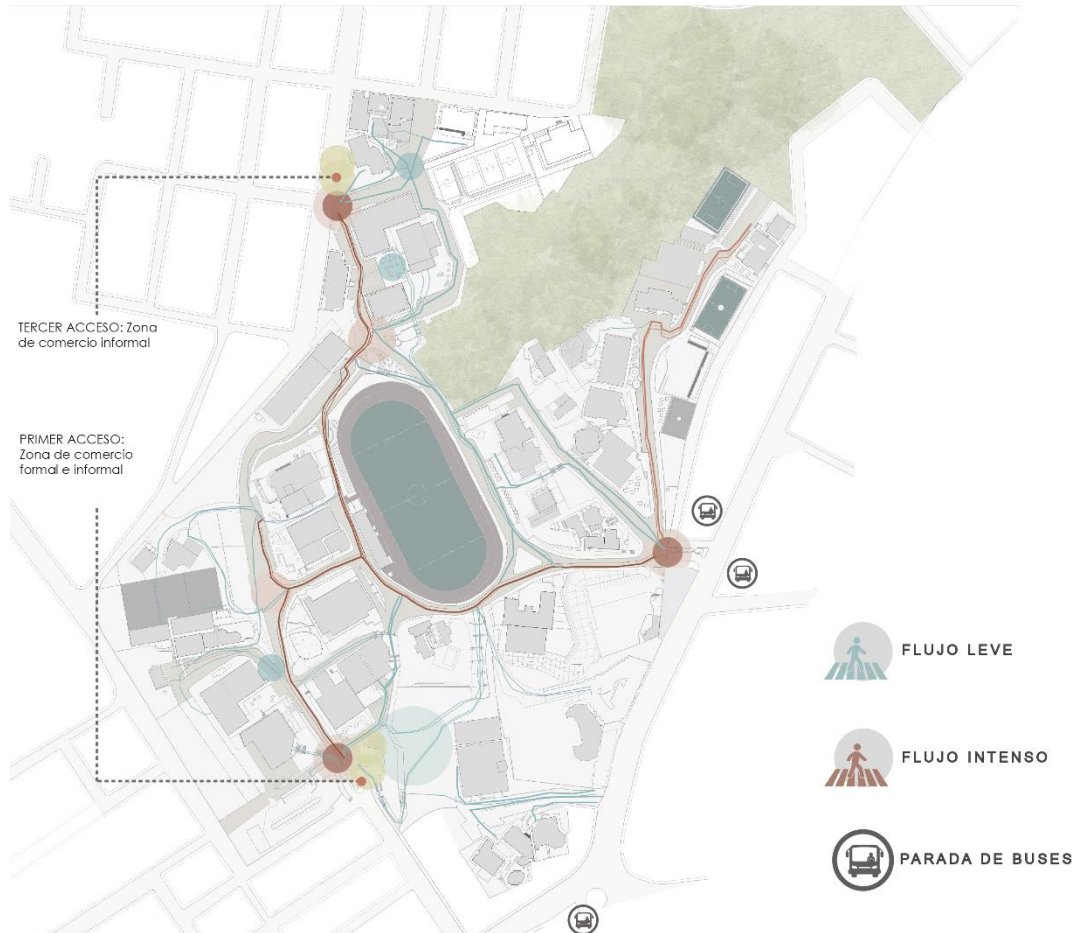 TERCER ACCESO: Zona
de comercio informal
PRIMER ACCESO:
Zona de comercio
formal e informal
FLUJO LEVE
FLUJO INTENSO
PARADA DE BUSES